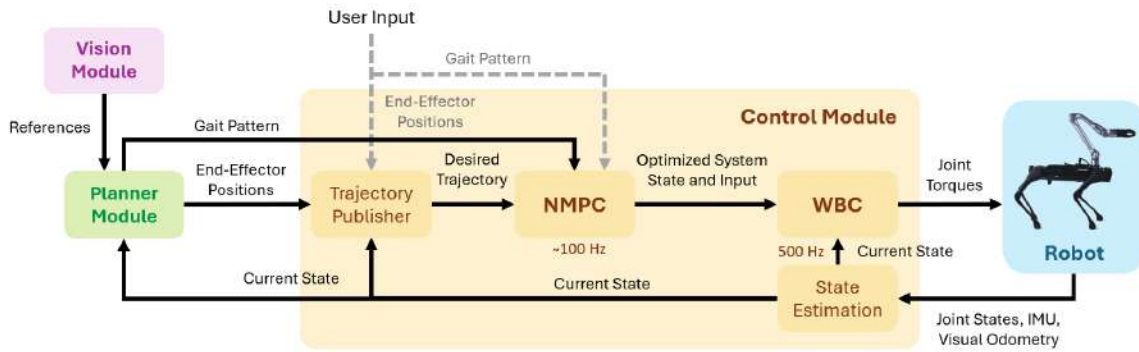 User Input
Vision
Module
Gait Pattern
References
Gait Pattern
End-Effector
Positions
Control Module
End-Effector
Positions
Desired
Trajectory
Optimized System
State and Input
Joint
Torques
Planner
Module
Trajectory
Publisher
NMPC
WBC
~100 Hz
500 Hz
Current State
Robot
Current State
Current State
State
Estimation
Joint States, IMU,
Visual Odometry